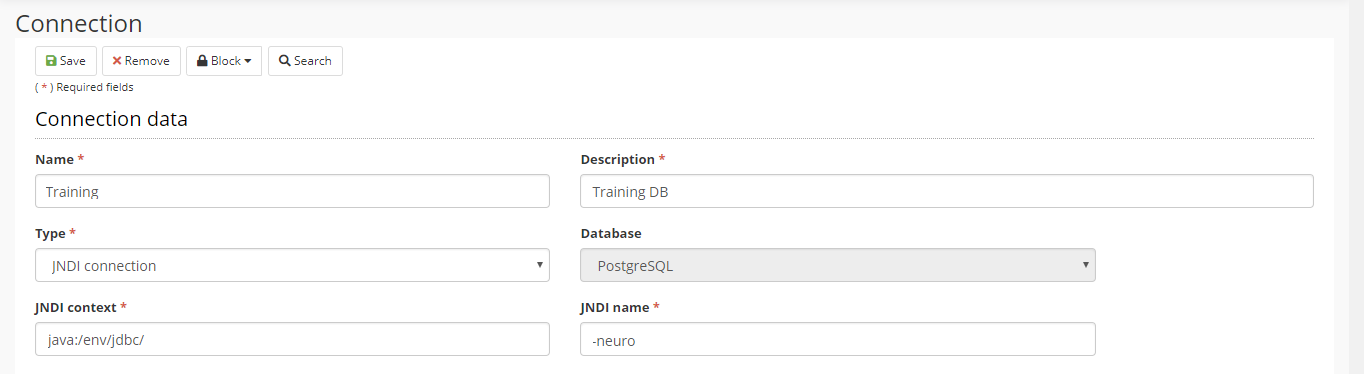 Connection
Save Remove Block Search
( * ) Required fields
Connection data
Name * Description *
Training Training DB
Type * Database
JNDI connection PostgreSQL
JNDI context * JNDI name *
java:/env/jdbc/ -neuro